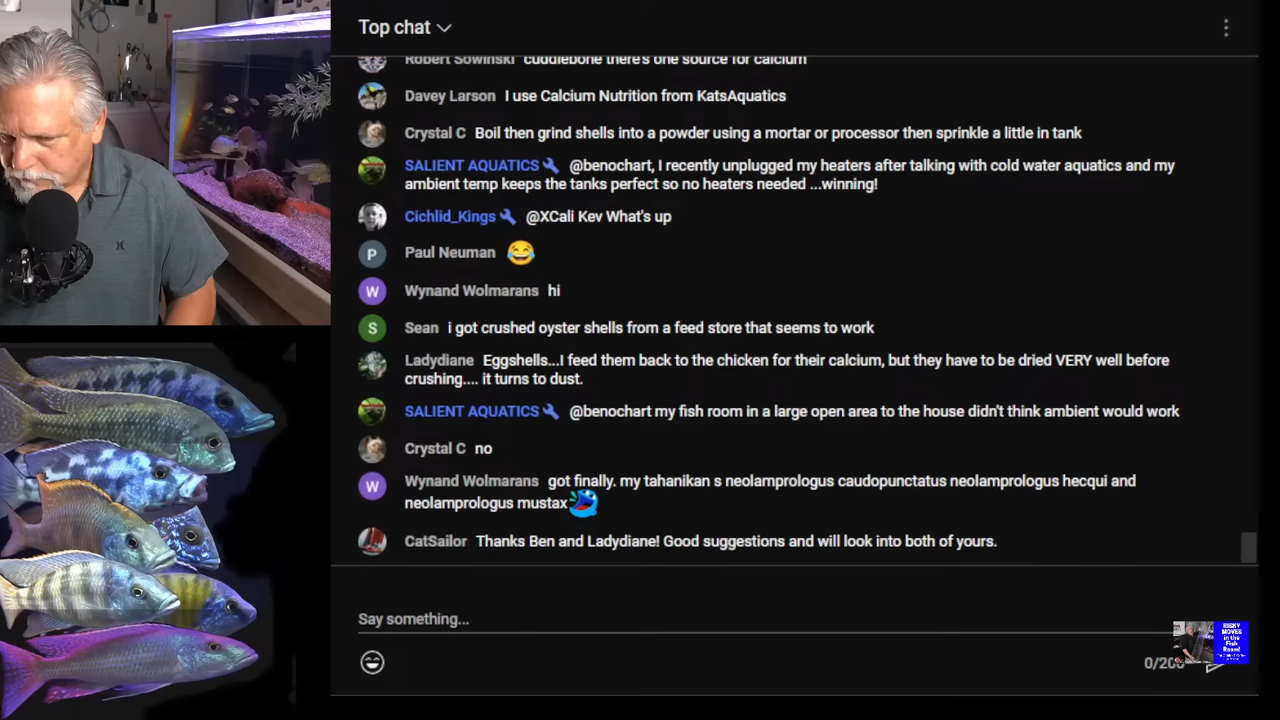 Top chat
Robert Sowinski cuddlebone there's one source for calcium
Davey Larson I use Calcium Nutrition from KatsAquatics
Crystal C Boil then grind shells into a powder using a mortar or processor then sprinkle a little in tank
SALIENT AQUATICS @benochart, I recently unplugged my heaters after talking with cold water aquatics and my
ambient temp keeps the tanks perfect so no heaters needed ...winning!
Cichlid_Kings @XCali Kev What's up
P Paul Neuman 😂
W Wynand Wolmarans hi
S Sean i got crushed oyster shells from a feed store that seems to work
Ladydiane Eggshells...I feed them back to the chicken for their calcium, but they have to be dried VERY well before
crushing.... it turns to dust.
SALIENT AQUATICS @benochart my fish room in a large open area to the house didn't think ambient would work
Crystal C no
W Wynand Wolmarans got finally. my tahanikan s neolamprologus caudopunctatus neolamprologus hecqui and
neolamprologus mustax
CatSailor Thanks Ben and Ladydiane! Good suggestions and will look into both of yours.
Say something...
0/200
RISKY
MOVES
in the
Fish
Room!